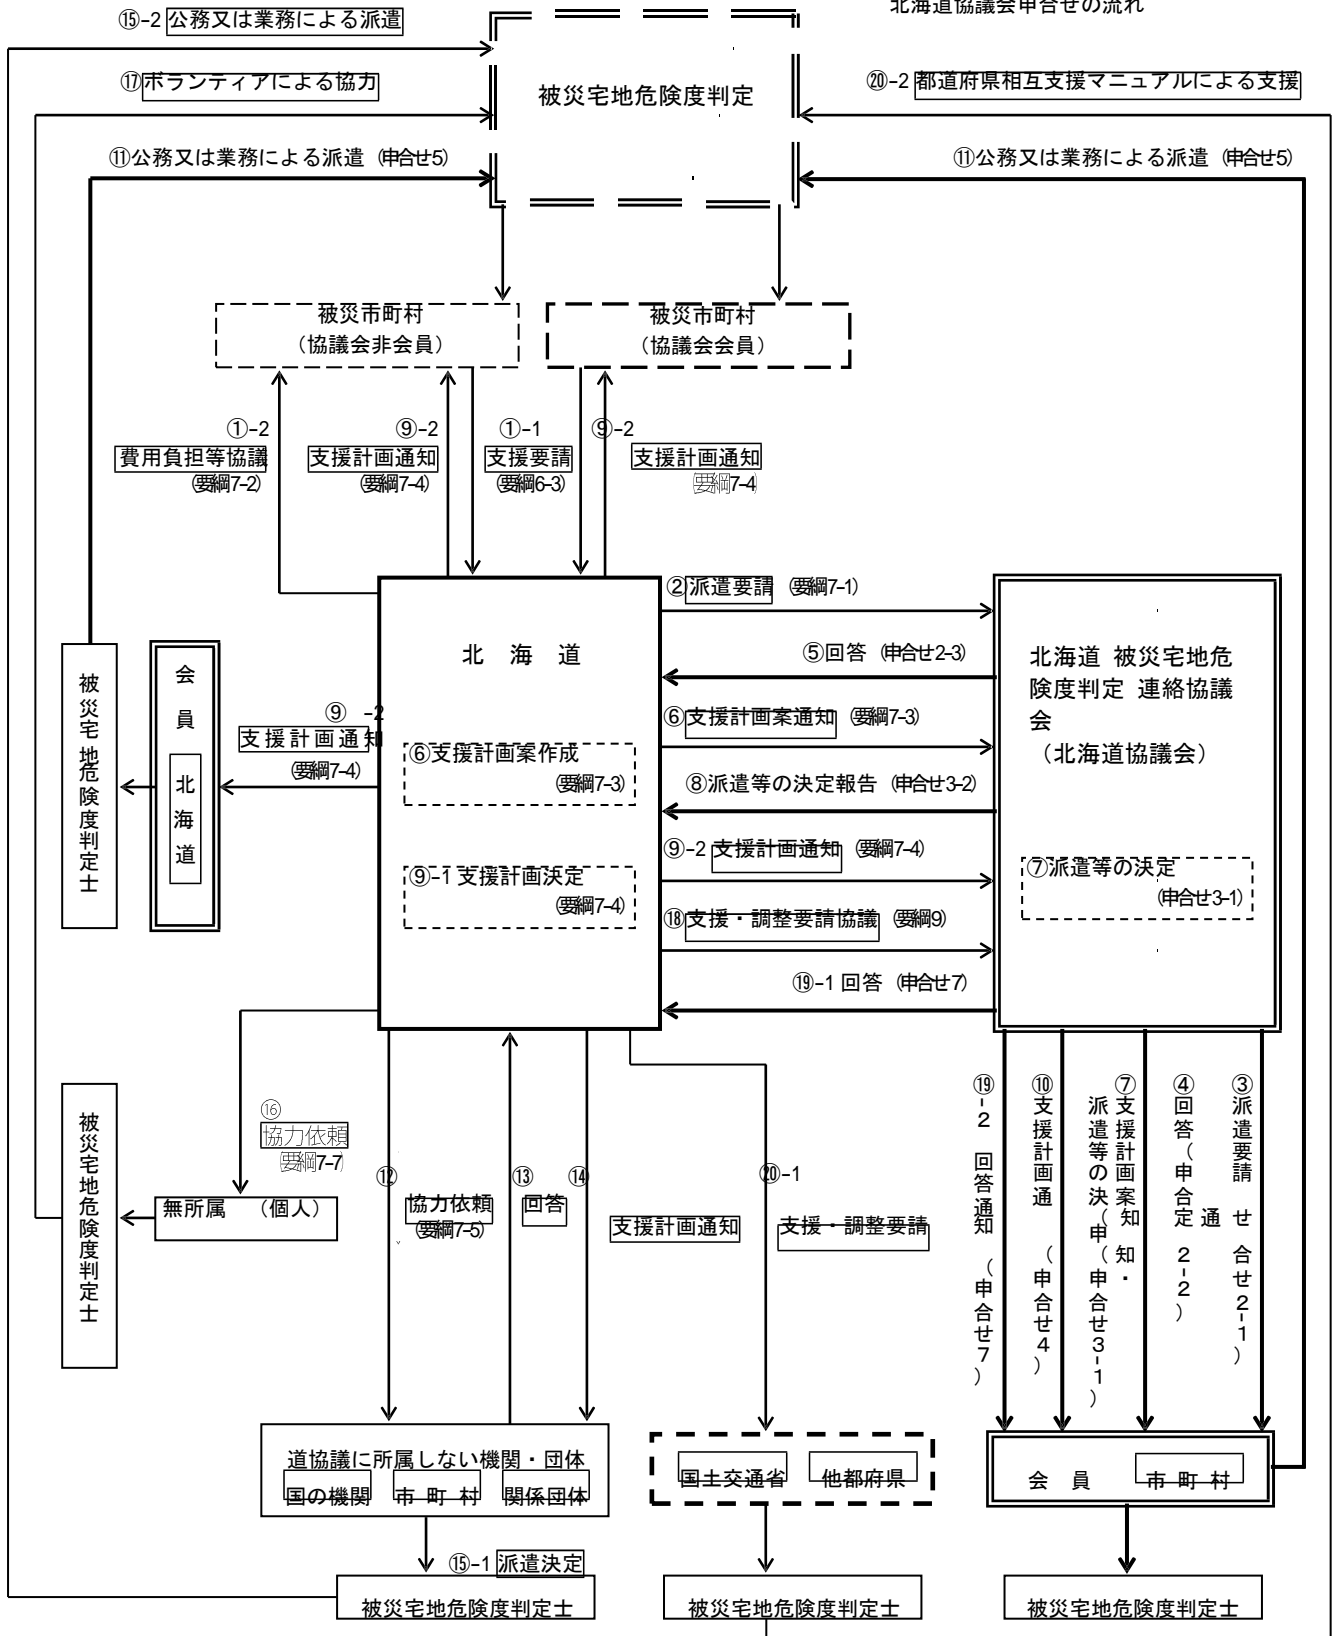 北海道協議会申合せの流れ
⑮-2 公務又は業務による派遣
⑰ボランティアによる協力
被災宅地危険度判定
⑳-2 都道府県相互支援マニュアルによる支援
⑪公務又は業務による派遣（申合せ5）
⑪公務又は業務による派遣（申合せ5）
被災市町村
（協議会非会員）
被災市町村
（協議会会員）
①-2
費用負担等協議
（要綱7-2）
⑨-2
支援計画通知
（要綱7-4）
①-1
支援要請
（要綱6-3）
⑨-2
支援計画通知
（要綱7-4
②派遣要請（要綱7-1）
北 海 道
⑤回答（申合せ2-3）
北海道 被災宅地危
険度判定 連絡協議
会
（北海道協議会）
被災宅地危険度判定士
会員
北海道
⑨ -2
支援計画通知
（要綱7-4）
⑥支援計画案通知（要綱7-3）
⑥支援計画案作成
（要綱7-3）
⑧派遣等の決定報告（申合せ3-2）
⑨-2 支援計画通知（要綱7-4）
⑨-1 支援計画決定
（要綱7-4）
⑦派遣等の決定
（申合せ3-1）
⑱支援・調整要請協議（要綱9）
⑲-1 回答（申合せ7）
被災宅地危険度判定士
⑯
協力依頼
（要綱7-7
無所属 （個人）
⑫
協力依頼
（要綱7-5）
⑬
回答
⑭
支援計画通知
⑳-1
支援・調整要請
⑲-2 回答通知（申合せ7）
⑩支援計画通（申合せ4）
⑦支援計画案知・
派遣等の決（申（申合せ3-1）
④回答（申合定2-2）
通
③派遣要請 合せ2-1）
せ
道協議に所属しない機関・団体
国の機関 市 町 村 関係団体
国土交通省 他都府県
会 員 市 町 村
⑮-1 派遣決定
被災宅地危険度判定士
被災宅地危険度判定士
被災宅地危険度判定士